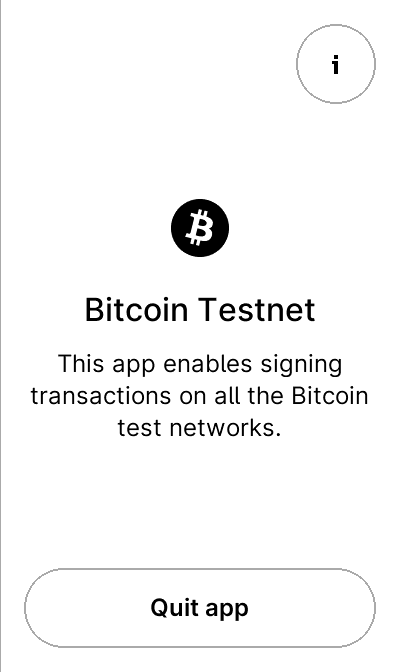 i
Bitcoin Testnet
This app enables signing
transactions on all the Bitcoin
test networks.
Quit app